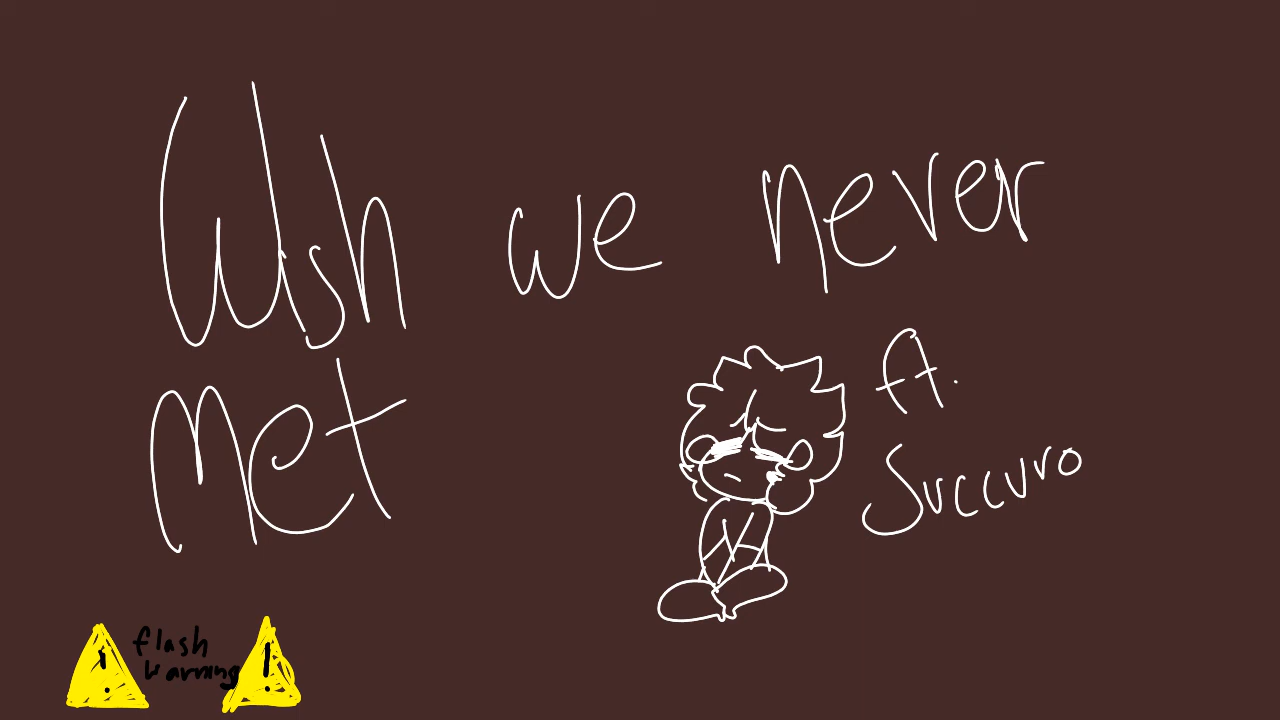 Wish we never
Met
ft.
Succuro
! flash !
warning